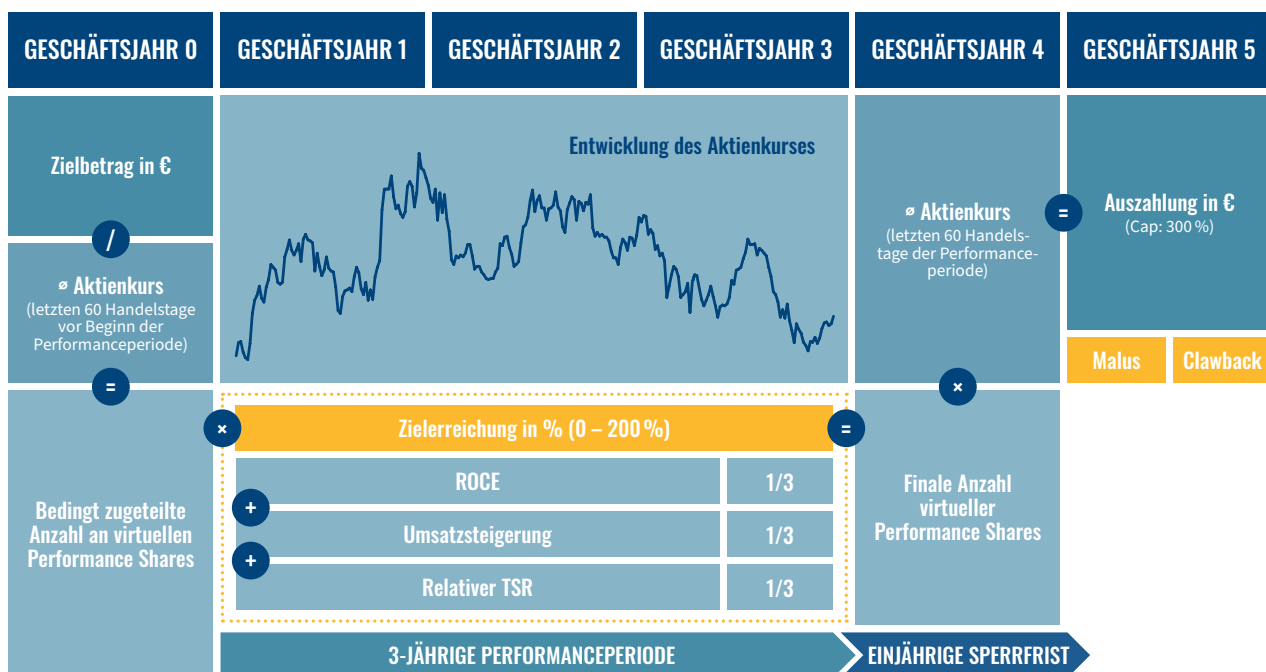 GESCHÄFTSJAHR 0
GESCHÄFTSJAHR 1
GESCHÄFTSJAHR 2
GESCHÄFTSJAHR 3
GESCHÄFTSJAHR 4
GESCHÄFTSJAHR 5
Zielbetrag in €
/
ø Aktienkurs
(letzten 60 Handelstage
vor Beginn der
Performanceperiode)
=
Bedingt zugeteilte
Anzahl an virtuellen
Performance Shares
Entwicklung des Aktienkurses
×
Zielerreichung in % (0 – 200 %)
=
ROCE
1/3
+
Umsatzsteigerung
1/3
+
Relativer TSR
1/3
3-JÄHRIGE PERFORMANCEPERIODE
ø Aktienkurs
(letzten 60 Handels-
tage der Performance-
periode)
×
Finale Anzahl
virtueller
Performance Shares
EINJÄHRIGE SPERRFRIST
=
Auszahlung in €
(Cap: 300 %)
Malus
Clawback